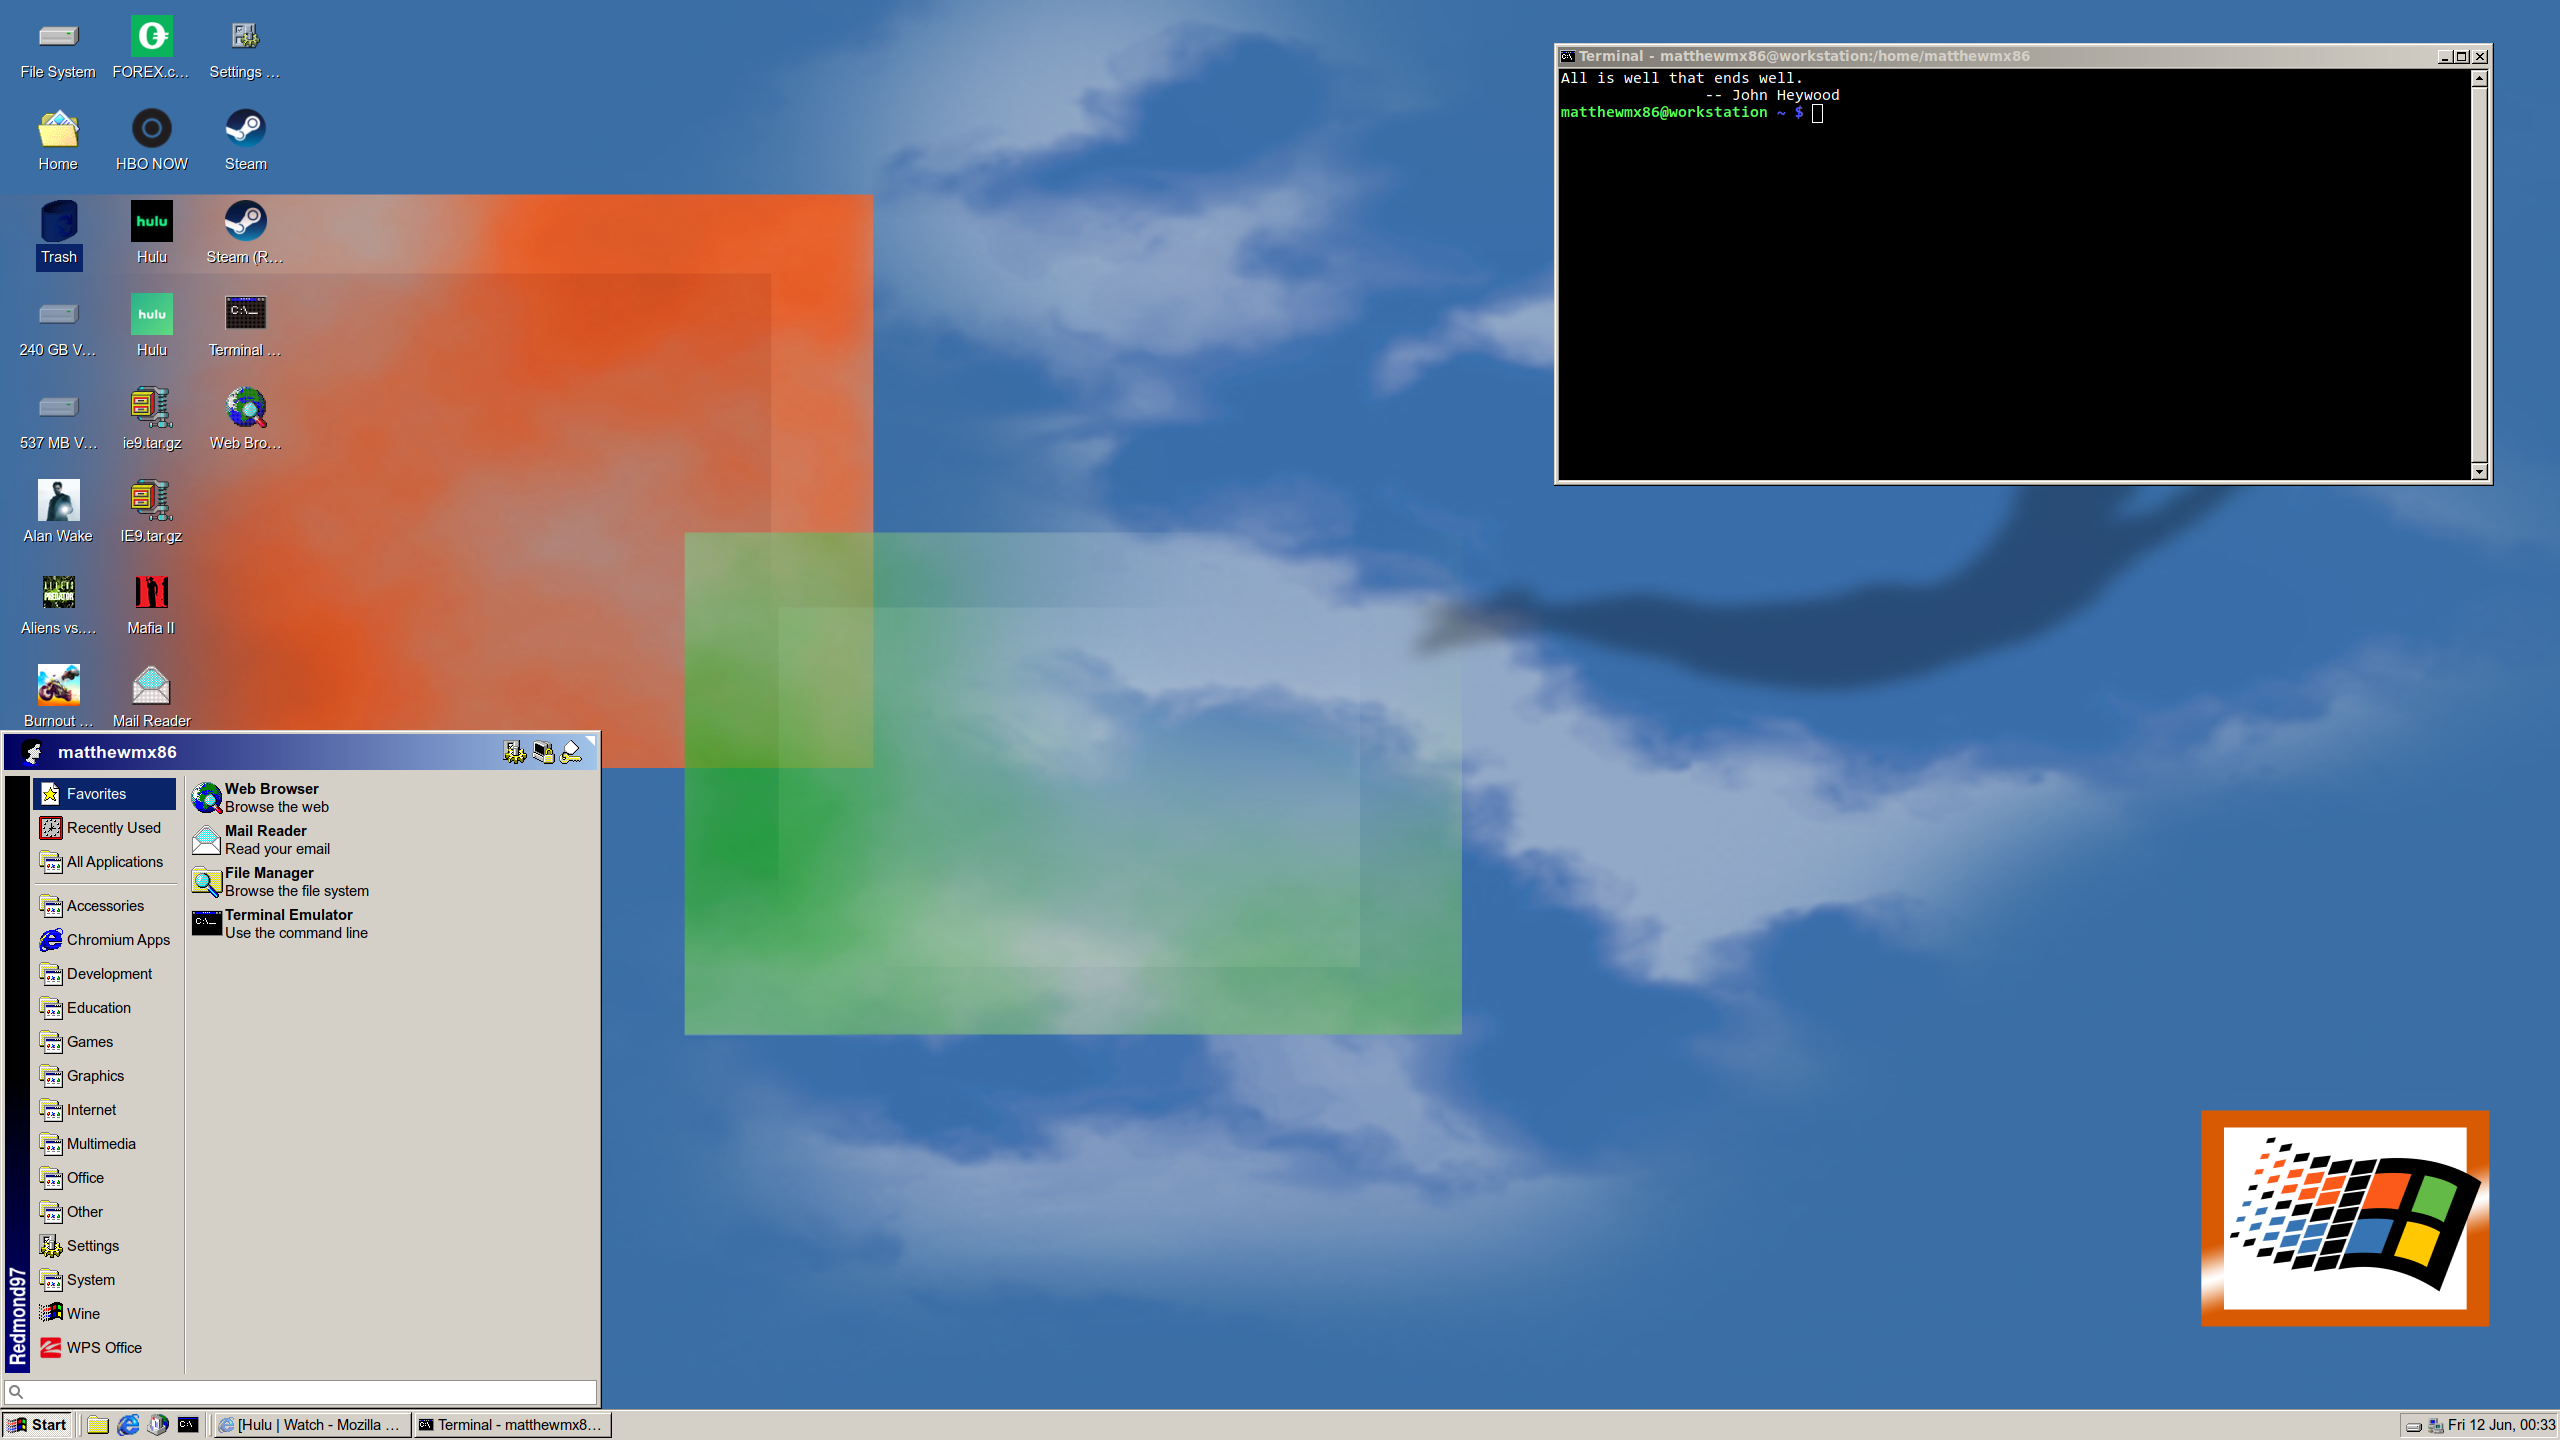 File System
FOREX.c...
Settings ...
Home
HBO NOW
Steam
Trash
hulu
Hulu
Steam (R...
240 GB V...
hulu
Hulu
C:\_
Terminal ...
537 MB V...
ie9.tar.gz
Web Bro...
Alan Wake
IE9.tar.gz
Aliens vs....
Mafia II
Burnout ...
Mail Reader
Terminal - matthewmx86@workstation:/home/matthewmx86
All is well that ends well.
-- John Heywood
matthewmx86@workstation ~ $
matthewmx86
Favorites
Recently Used
All Applications
Accessories
Chromium Apps
Development
Education
Games
Graphics
Internet
Multimedia
Office
Other
Settings
System
Wine
WPS Office
Redmond97
Web Browser
Browse the web
Mail Reader
Read your email
File Manager
Browse the file system
Terminal Emulator
Use the command line
Start
[Hulu | Watch - Mozilla ...
Terminal - matthewmx8...
Fri 12 Jun, 00:33